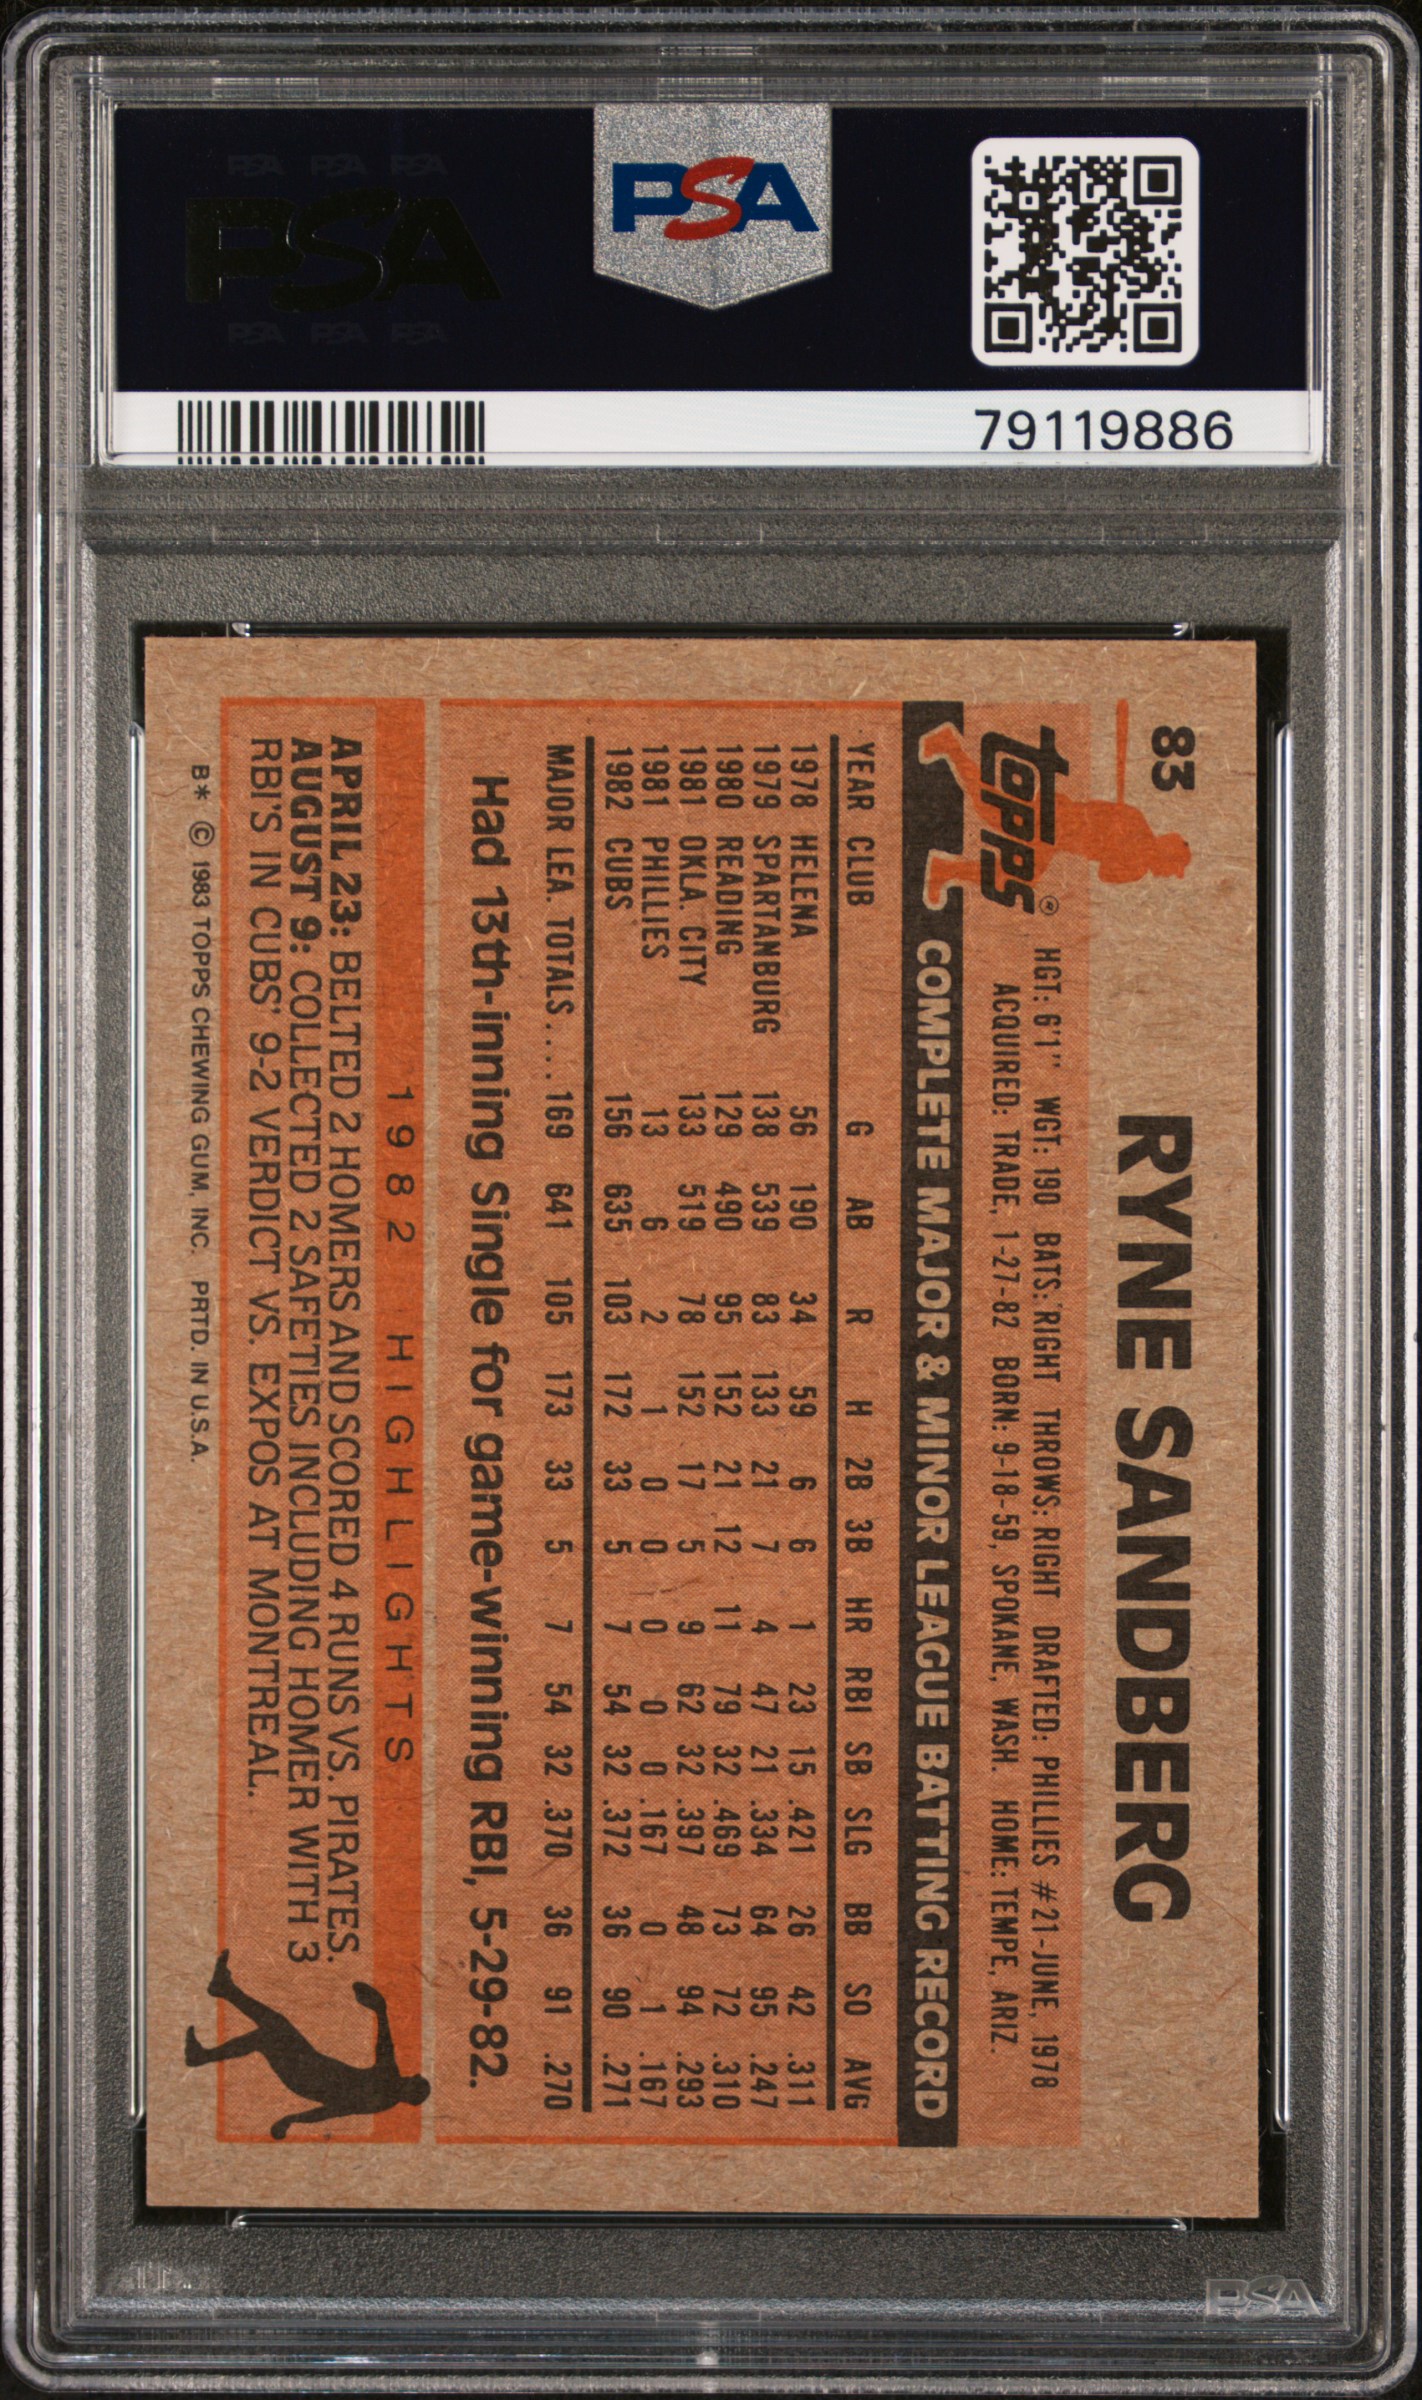 PSA PSA PSA
PSA
PSA PSA PSA
PSA
79119886
83
RYNE SANDBERG
Topps®
HGT: 6'1" WGT: 190 BATS: RIGHT THROWS: RIGHT DRAFTED: PHILLIES #21-JUNE, 1978
ACQUIRED: TRADE, 1-27-82 BORN: 9-18-59, SPOKANE, WASH. HOME: TEMPE, ARIZ.
COMPLETE MAJOR & MINOR LEAGUE BATTING RECORD
YEAR CLUB G AB R H 2B 3B HR RBI SB SLG BB SO AVG
1978 HELENA 56 190 34 59 6 6 1 23 15 .421 26 42 .311
1979 SPARTANBURG 138 539 83 133 21 7 4 47 21 .334 64 95 .247
1980 READING 129 490 95 152 21 12 11 79 32 .469 73 72 .310
1981 OKLA. CITY 133 519 78 152 17 5 9 62 32 .397 48 94 .293
1981 PHILLIES 13 6 2 1 0 0 0 0 0 .167 0 1 .167
1982 CUBS 156 635 103 172 33 5 7 54 32 .372 36 90 .271
MAJOR LEA. TOTALS.... 169 641 105 173 33 5 7 54 32 .370 36 91 .270
Had 13th-inning Single for game-winning RBI, 5-29-82.
1982 HIGHLIGHTS
APRIL 23: BELTED 2 HOMERS AND SCORED 4 RUNS VS. PIRATES.
AUGUST 9: COLLECTED 2 SAFETIES INCLUDING HOMER WITH 3
RBI'S IN CUBS' 9-2 VERDICT VS. EXPOS AT MONTREAL.
B* © 1983 TOPPS CHEWING GUM, INC. PRTD. IN U.S.A.
PSA